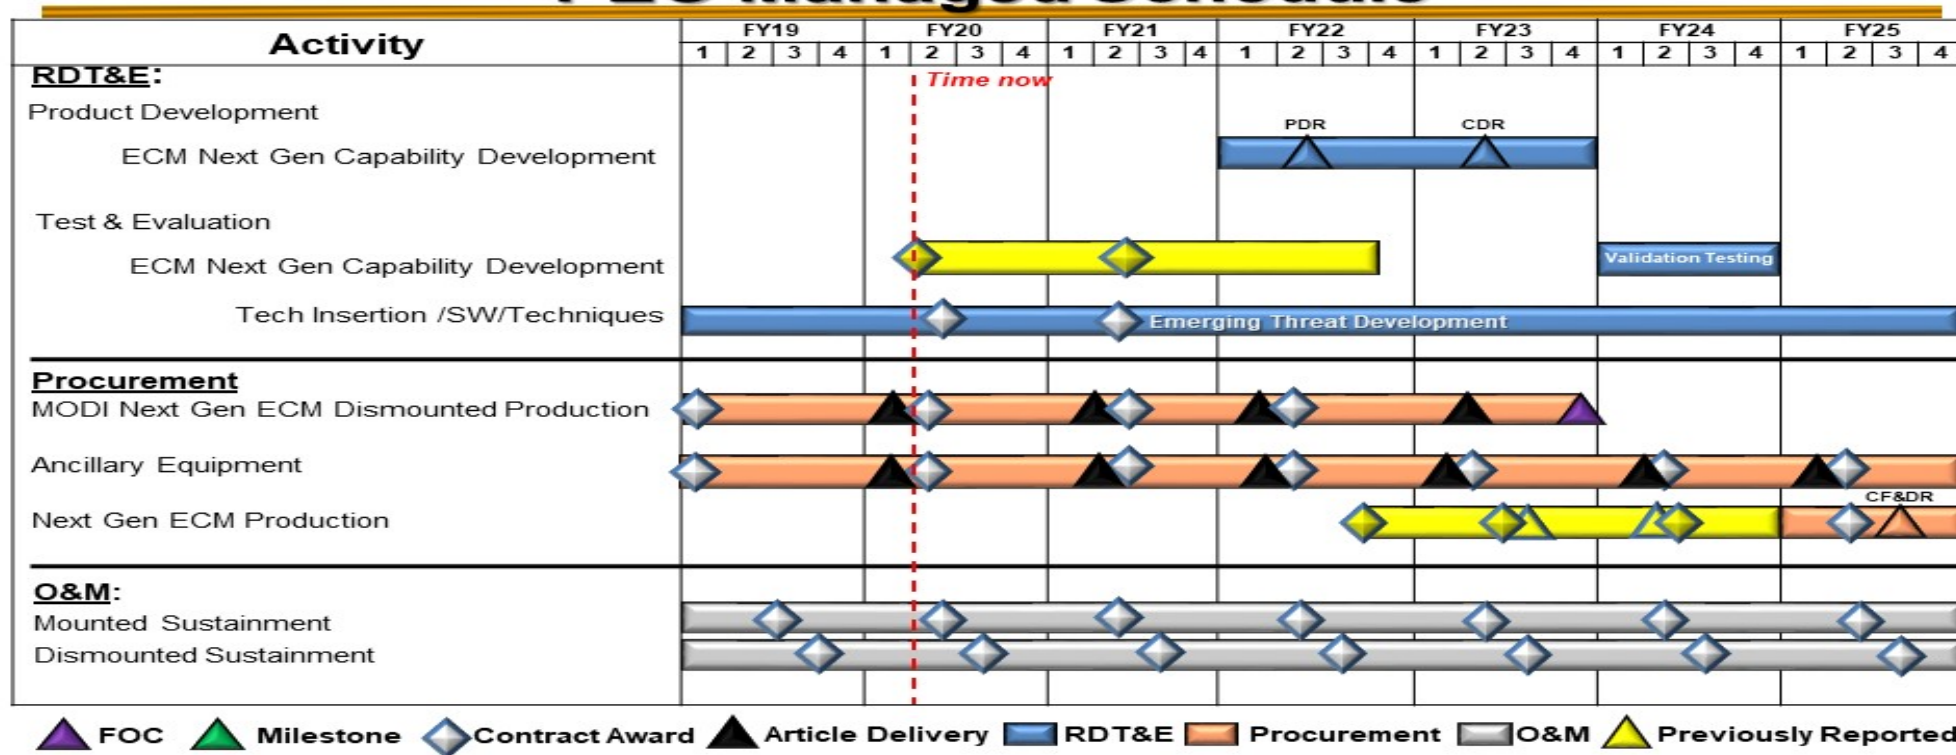 Activity
FY19 FY20 FY21 FY22 FY23 FY24 FY25
1 2 3 4 1 2 3 4 1 2 3 4 1 2 3 4 1 2 3 4 1 2 3 4 1 2 3 4
RDT&E:
Time now
Product Development
PDR CDR
ECM Next Gen Capability Development
Test & Evaluation
ECM Next Gen Capability Development
Validation Testing
Tech Insertion /SW/Techniques
Emerging Threat Development
Procurement
MODI Next Gen ECM Dismounted Production
Ancillary Equipment
CF&DR
Next Gen ECM Production
O&M:
Mounted Sustainment
Dismounted Sustainment
FOC Milestone Contract Award Article Delivery RDT&E Procurement O&M Previously Reported